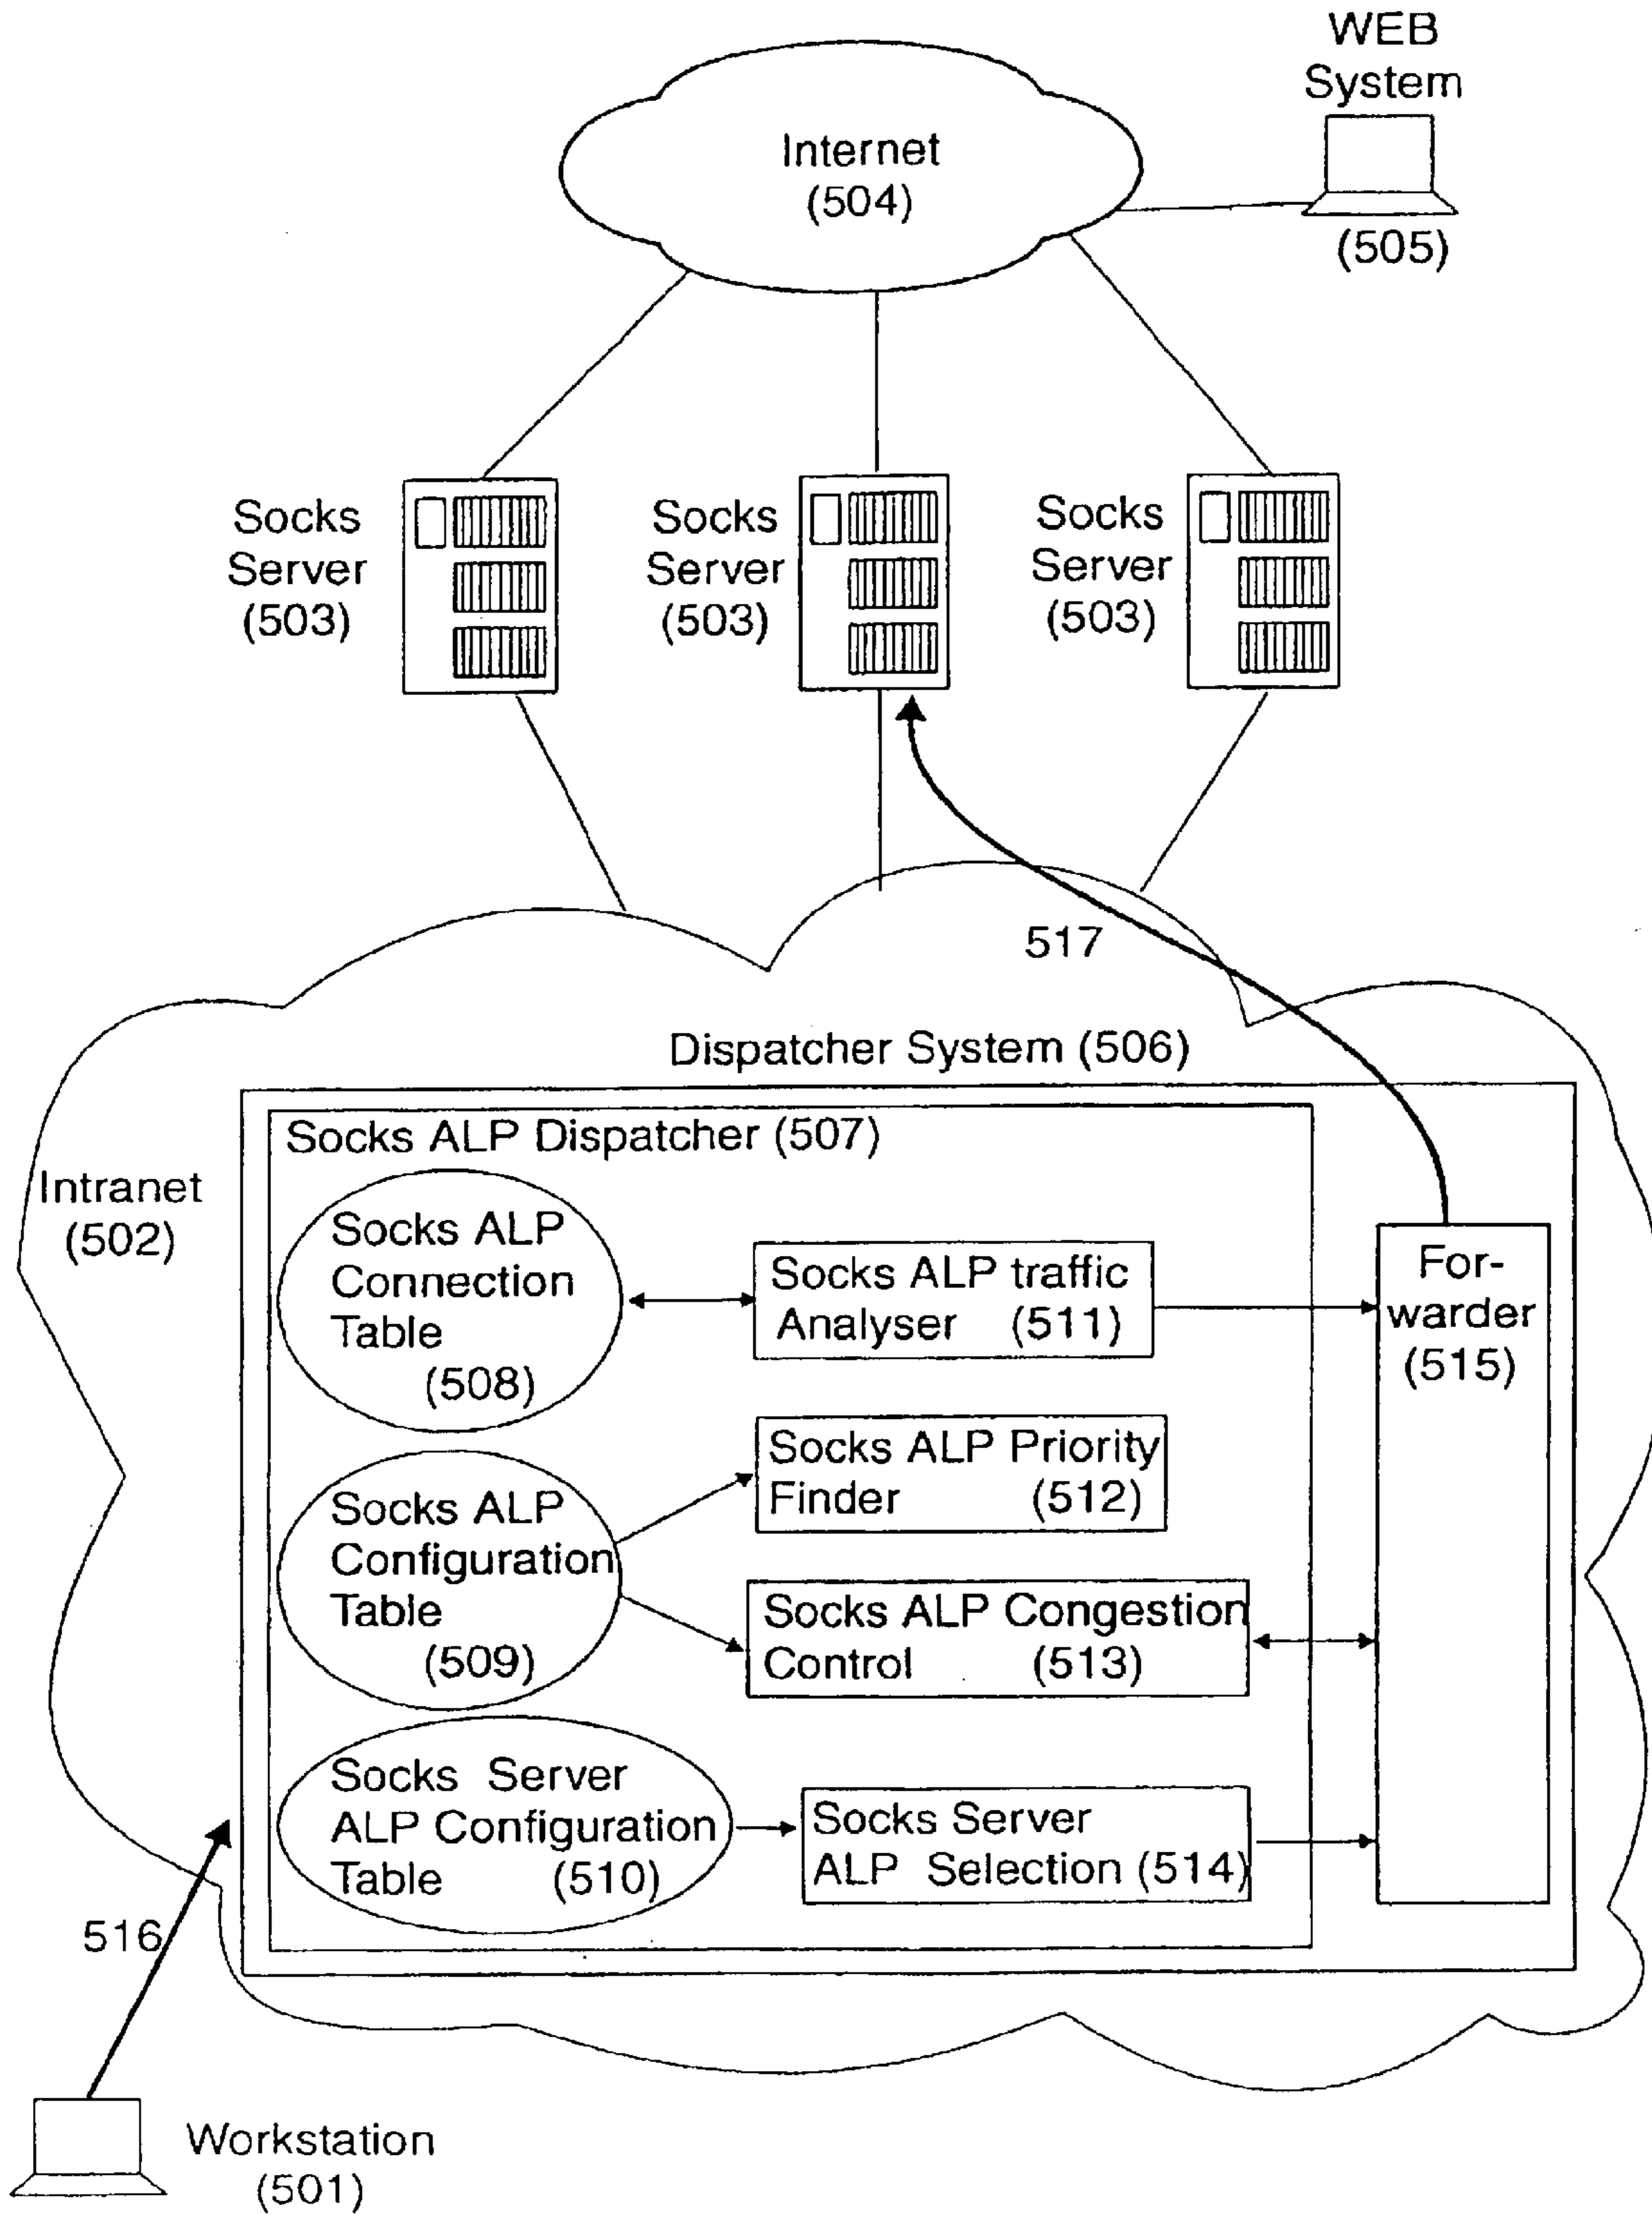 WEB
System
(505)
Internet
(504)
Socks
Server
(503)
Socks
Server
(503)
Socks
Server
(503)
517
Dispatcher System (506)
Socks ALP Dispatcher (507)
Intranet
(502)
Socks ALP
Connection
Table
(508)
Socks ALP traffic
Analyser (511)
For-
warder
(515)
Socks ALP Priority
Finder (512)
Socks ALP
Configuration
Table
(509)
Socks ALP Congestion
Control (513)
Socks Server
ALP Configuration
Table (510)
Socks Server
ALP Selection (514)
516
Workstation
(501)